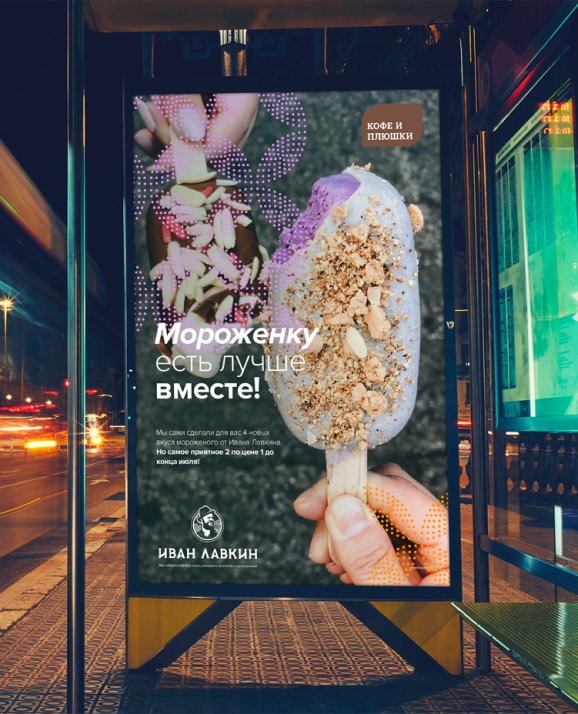 КОФЕ И
ПЛЮШКИ
Мороженку
есть лучше
вместе!
Мы сами сделали для вас 4 новых
вкуса мороженого от Ивана Лавкина.
Но самое приятное 2 по цене 1 до
конца июля!
ИВАН ЛАВКИН